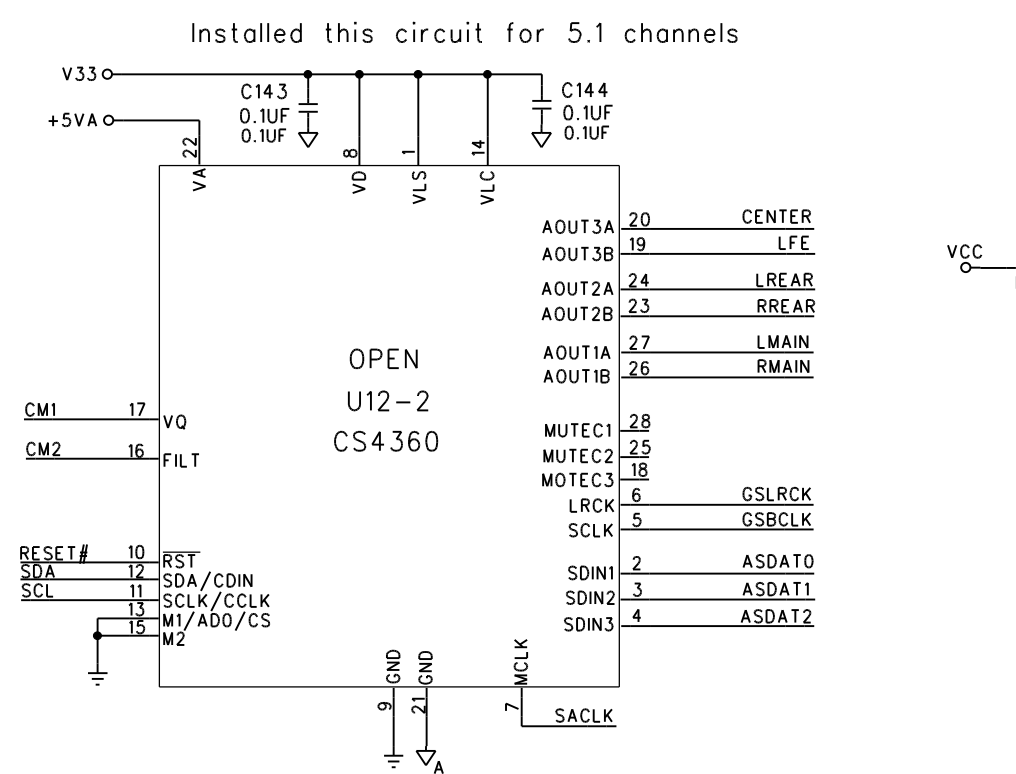 Installed this circuit for 5.1 channels
V33
C143
0.1UF
0.1UF
C144
0.1UF
0.1UF
+5VA
22
8
1
14
VA
VD
VLS
VLC
AOUT3A 20 CENTER
AOUT3B 19 LFE
VCC
AOUT2A 24 LREAR
AOUT2B 23 RREAR
AOUT1A 27 LMAIN
AOUT1B 26 RMAIN
OPEN
U12-2
CS4360
CM1 17 VQ
CM2 16 FILT
MUTEC1 28
MUTEC2 25
MOTEC3 18
LRCK 6 GSLRCK
SCLK 5 GSBCLK
RESET# 10 RST
SDA 12 SDA/CDIN
SCL 11 SCLK/CCLK
13 M1/AD0/CS
15 M2
SDIN1 2 ASDAT0
SDIN2 3 ASDAT1
SDIN3 4 ASDAT2
GND
GND
MCLK
9
21
7
SACLK
A